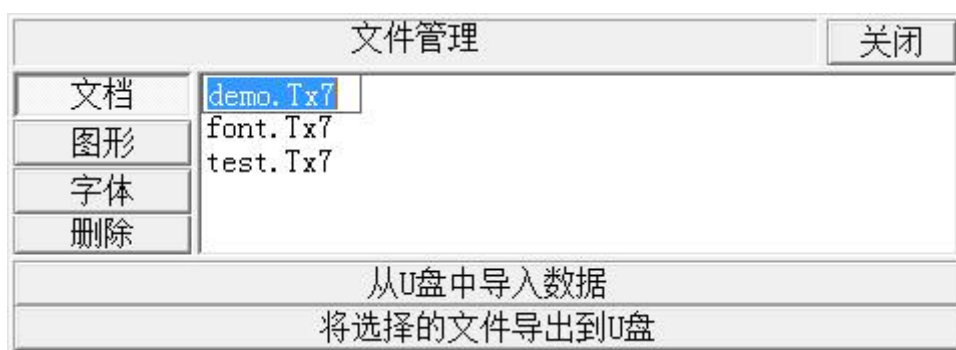 文件管理 关闭
文档 demo.Tx7
图形 font.Tx7
test.Tx7
字体
删除
从U盘中导入数据
将选择的文件导出到U盘